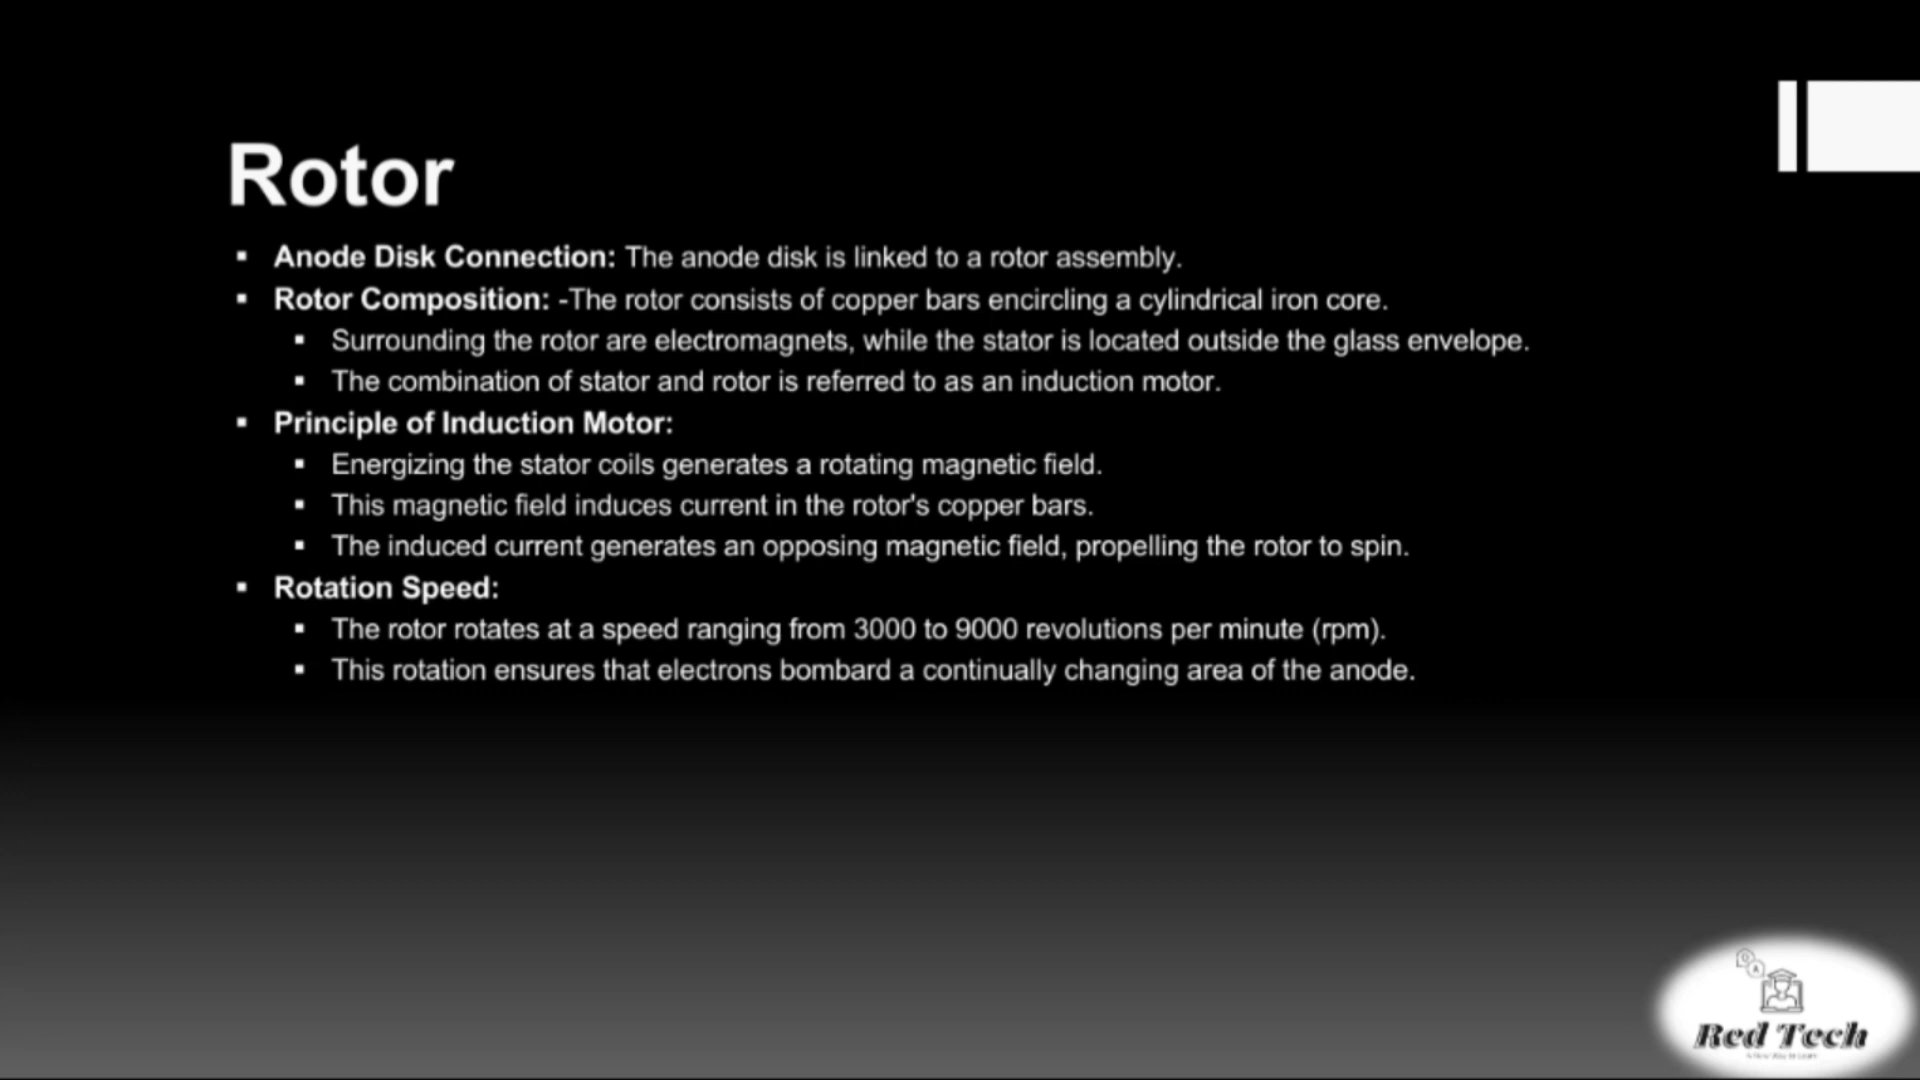 Rotor
▪ Anode Disk Connection: The anode disk is linked to a rotor assembly.
▪ Rotor Composition: -The rotor consists of copper bars encircling a cylindrical iron core.
▪ Surrounding the rotor are electromagnets, while the stator is located outside the glass envelope.
▪ The combination of stator and rotor is referred to as an induction motor.
▪ Principle of Induction Motor:
▪ Energizing the stator coils generates a rotating magnetic field.
▪ This magnetic field induces current in the rotor's copper bars.
▪ The induced current generates an opposing magnetic field, propelling the rotor to spin.
▪ Rotation Speed:
▪ The rotor rotates at a speed ranging from 3000 to 9000 revolutions per minute (rpm).
▪ This rotation ensures that electrons bombard a continually changing area of the anode.
Red Tech